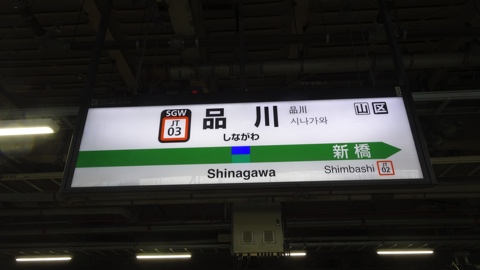 SGW
JT
03
品川
品川
시나가와
山区
しながわ
新橋
Shinagawa
Shimbashi
JT
02